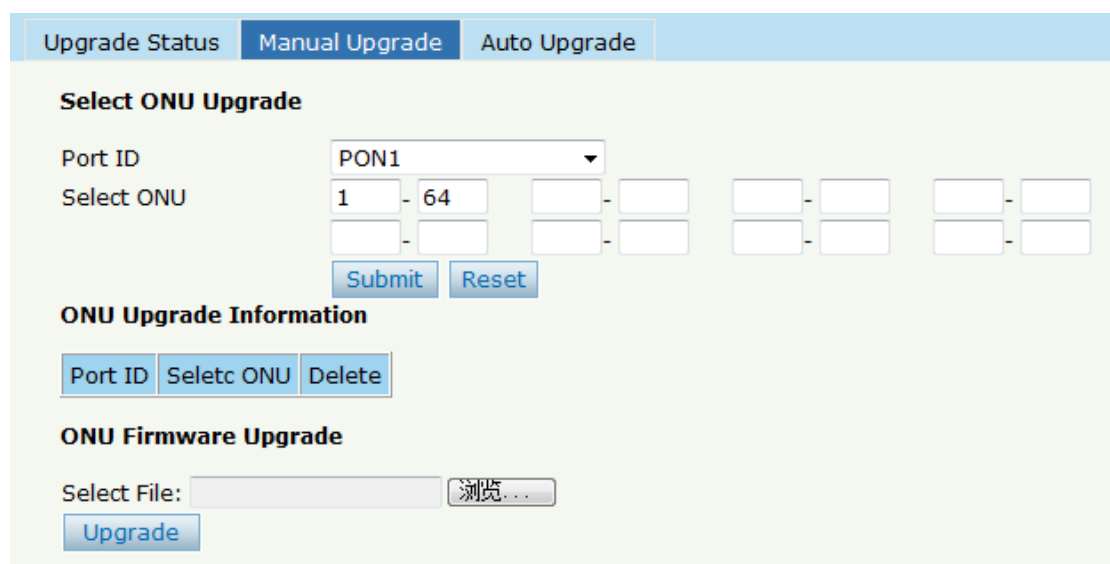 Upgrade Status Manual Upgrade Auto Upgrade
Select ONU Upgrade
Port ID PON1
Select ONU 1 - 64 - - -
- - - -
Submit Reset
ONU Upgrade Information
Port ID Seletc ONU Delete
ONU Firmware Upgrade
Select File: 浏览...
Upgrade